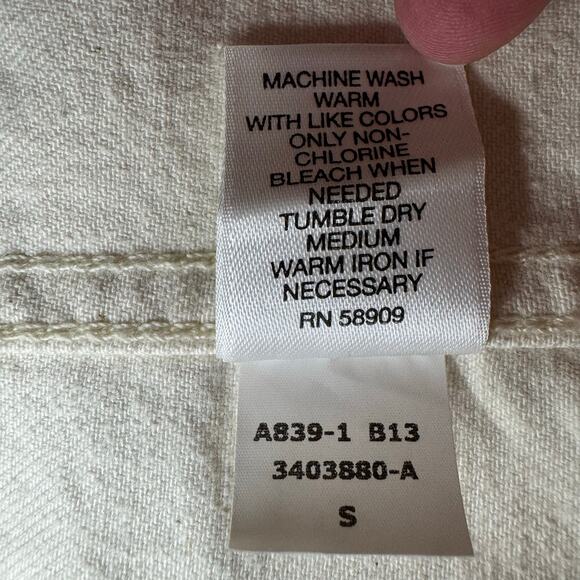 MACHINE WASH
WARM
WITH LIKE COLORS
ONLY NON-
CHLORINE
BLEACH WHEN
NEEDED
TUMBLE DRY
MEDIUM
WARM IRON IF
NECESSARY
RN 58909
A839-1 B13
3403880-A
S